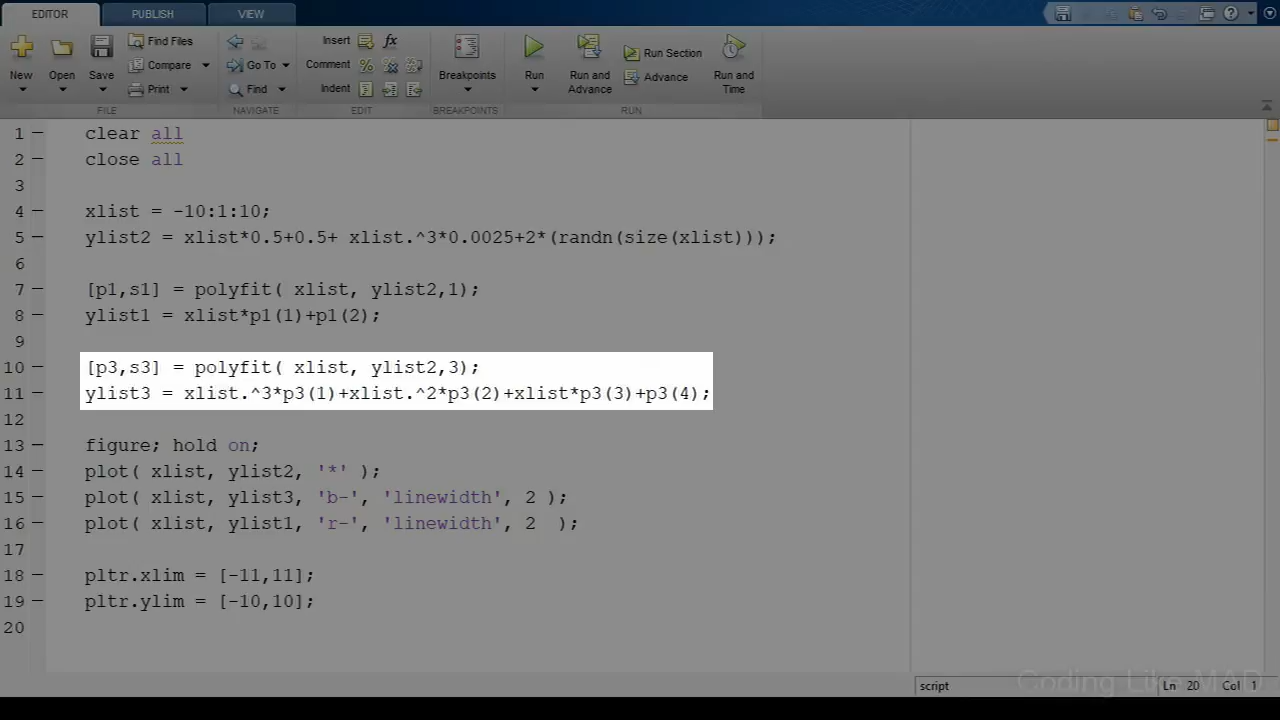 EDITOR PUBLISH VIEW
New Open Save Find Files Compare Print
Go To Find
Insert fx Comment Indent
Breakpoints
Run Run and Advance Run Section Advance Run and Time
FILE NAVIGATE EDIT BREAKPOINTS RUN
1 clear all
2 close all
3
4 xlist = -10:1:10;
5 ylist2 = xlist*0.5+0.5+ xlist.^3*0.0025+2*(randn(size(xlist)));
6
7 [p1,s1] = polyfit( xlist, ylist2,1);
8 ylist1 = xlist*p1(1)+p1(2);
9
10 [p3,s3] = polyfit( xlist, ylist2,3);
11 ylist3 = xlist.^3*p3(1)+xlist.^2*p3(2)+xlist*p3(3)+p3(4);
12
13 figure; hold on;
14 plot( xlist, ylist2, '*' );
15 plot( xlist, ylist3, 'b-', 'linewidth', 2 );
16 plot( xlist, ylist1, 'r-', 'linewidth', 2  );
17
18 pltr.xlim = [-11,11];
19 pltr.ylim = [-10,10];
20
Coding Like MAD
script Ln 20 Col 1